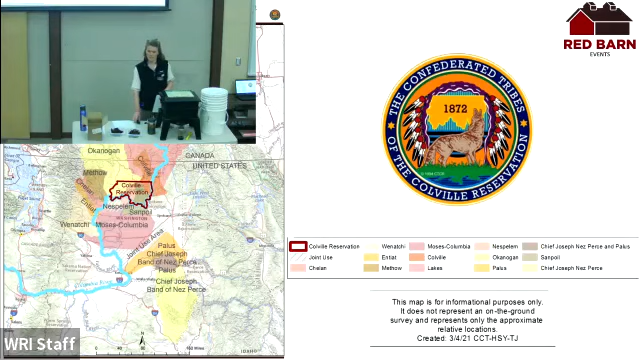 RED BARN
EVENTS
THE CONFEDERATED TRIBES
1872
OF THE COLVILLE RESERVATION
CANADA
UNITED STATES
Okanogan
Methow
Colville
Chelan
Entiat
Colville
Reservation
Nespelem
Sanpoil
Wenatchi
Moses-Columbia
Joint Use Area
Palus
Chief Joseph
Band of Nez Perce
Palus
Chief Joseph
Band of Nez Perce
IDAHO
Colville Reservation
Joint Use
Chelan
Wenatchi
Entiat
Methow
Moses-Columbia
Colville
Lakes
Nespelem
Okanogan
Palus
Chief Joseph Nez Perce and Palus
Sanpoil
Chief Joseph Nez Perce
This map is for informational purposes only.
It does not represent an on-the-ground
survey and represents only the approximate
relative locations.
Created: 3/4/21 CCT-HSY-TJ
WRI Staff